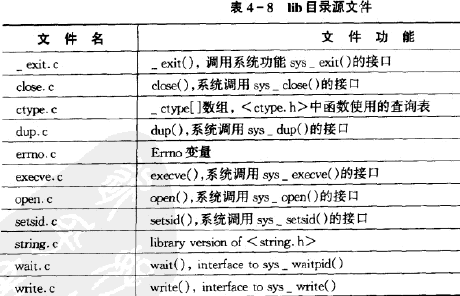 表 4-8 lib 目录源文件
文 件 名 文 件 功 能
_exit.c _exit(), 调用系统功能 sys_exit()的接口
close.c close(),系统调用 sys_close()的接口
ctype.c _ctype[]数组, <ctype.h>中函数使用的查询表
dup.c dup(),系统调用 sys_dup()的接口
errno.c Errno 变量
execve.c execve(),系统调用 sys_execve()的接口
open.c open(),系统调用 sys_open()的接口
setsid.c setsid(),系统调用 sys_setsid()的接口
string.c library version of <string.h>
wait.c wait(), interface to sys_waitpid()
write.c write(), interface to sys_write()